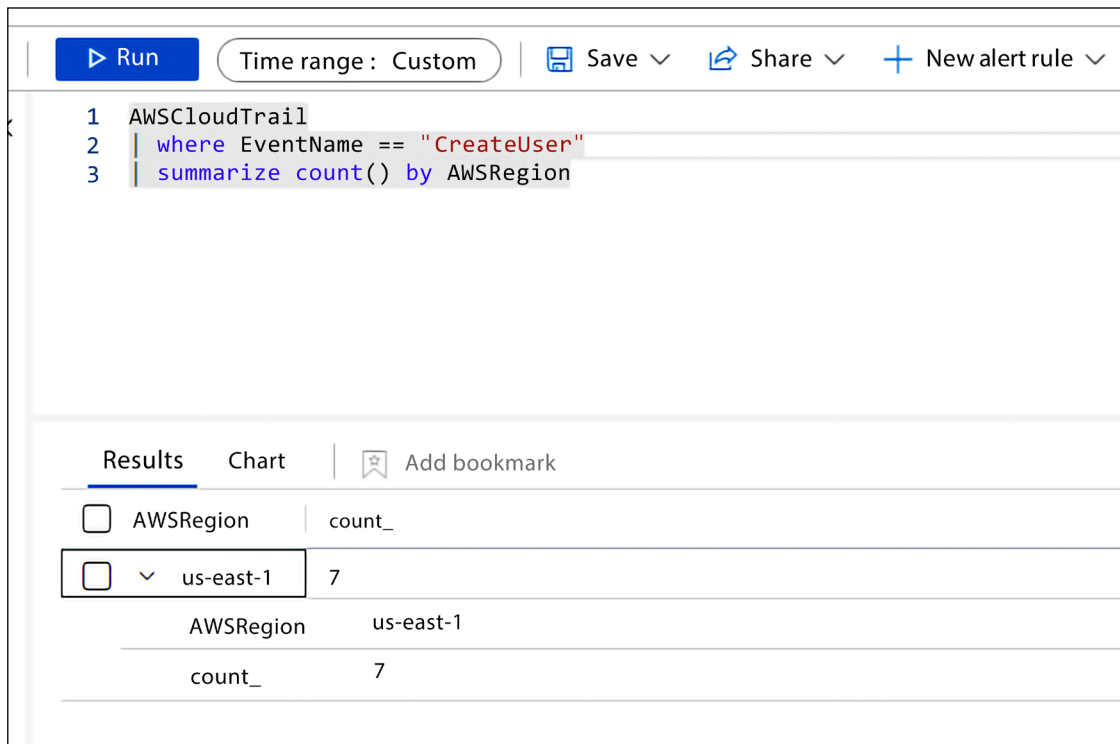 Run Time range : Custom Save Share New alert rule
1 AWSCloudTrail
2 | where EventName == "CreateUser"
3 | summarize count() by AWSRegion
Results Chart Add bookmark
AWSRegion count_
us-east-1 7
AWSRegion us-east-1
count_ 7